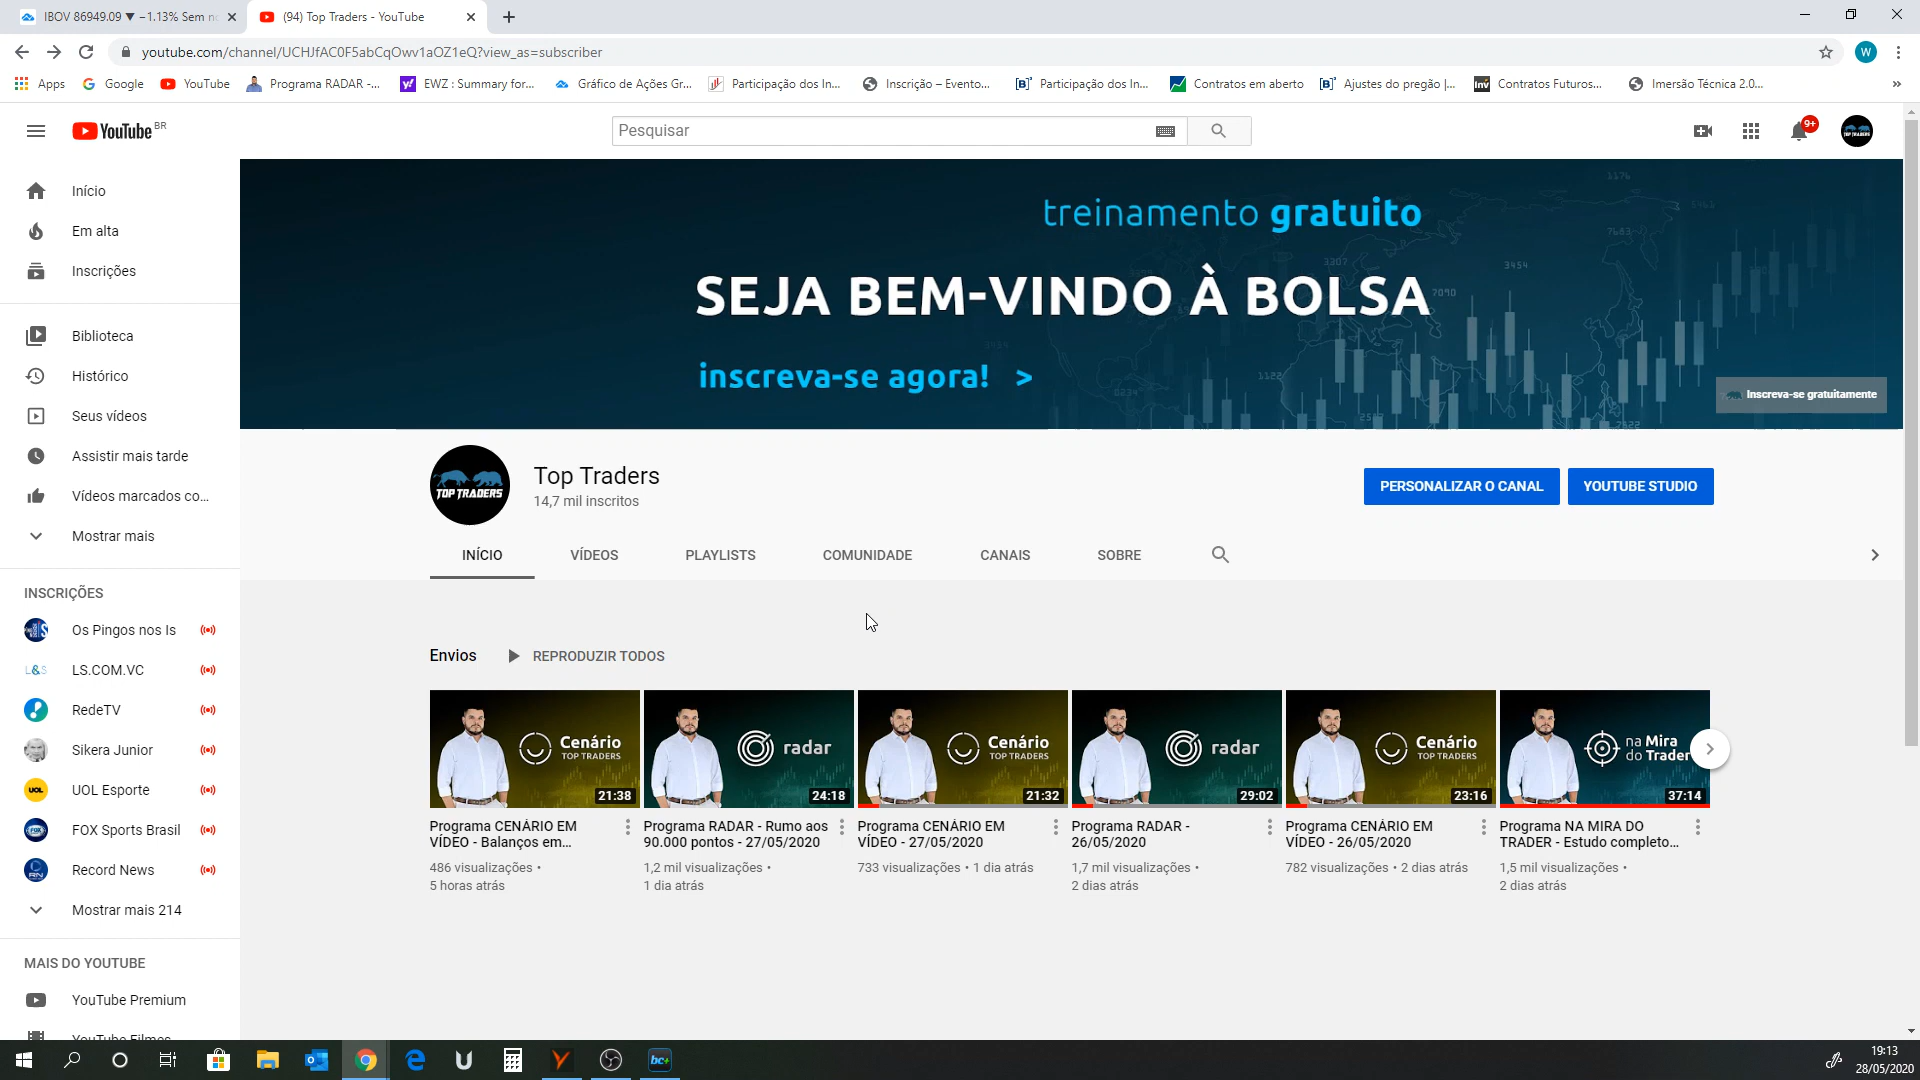 IBOV 86949.09 ▼ −1.13% Sem
(94) Top Traders - YouTube
youtube.com/channel/UCHJfAC0F5abCqOwv1aOZ1eQ?view_as=subscriber
W
Apps
Google
YouTube
Programa RADAR -...
EWZ : Summary for...
Gráfico de Ações Gr...
Participação dos In...
Inscrição – Evento...
Participação dos In...
Contratos em aberto
Ajustes do pregão |...
Contratos Futuros...
Imersão Técnica 2.0...
»
YouTube BR
Pesquisar
9+
Início
Em alta
Inscrições
Biblioteca
Histórico
Seus vídeos
Assistir mais tarde
Vídeos marcados co...
Mostrar mais
INSCRIÇÕES
Os Pingos nos Is
LS.COM.VC
RedeTV
Sikera Junior
UOL Esporte
FOX Sports Brasil
Record News
Mostrar mais 214
MAIS DO YOUTUBE
YouTube Premium
YouTube Filmes
treinamento gratuito
SEJA BEM-VINDO À BOLSA
inscreva-se agora! >
Inscreva-se gratuitamente
TOP TRADERS
Top Traders
14,7 mil inscritos
PERSONALIZAR O CANAL
YOUTUBE STUDIO
INÍCIO
VÍDEOS
PLAYLISTS
COMUNIDADE
CANAIS
SOBRE
Envios
REPRODUZIR TODOS
Cenário
TOP TRADERS
21:38
Programa CENÁRIO EM
VÍDEO - Balanços em...
486 visualizações •
5 horas atrás
radar
24:18
Programa RADAR - Rumo aos
90.000 pontos - 27/05/2020
1,2 mil visualizações •
1 dia atrás
Cenário
TOP TRADERS
21:32
Programa CENÁRIO EM
VÍDEO - 27/05/2020
733 visualizações • 1 dia atrás
radar
29:02
Programa RADAR -
26/05/2020
1,7 mil visualizações •
2 dias atrás
Cenário
TOP TRADERS
23:16
Programa CENÁRIO EM
VÍDEO - 26/05/2020
782 visualizações • 2 dias atrás
na Mira
do Trader
37:14
Programa NA MIRA DO
TRADER - Estudo completo...
1,5 mil visualizações •
2 dias atrás
19:13
28/05/2020